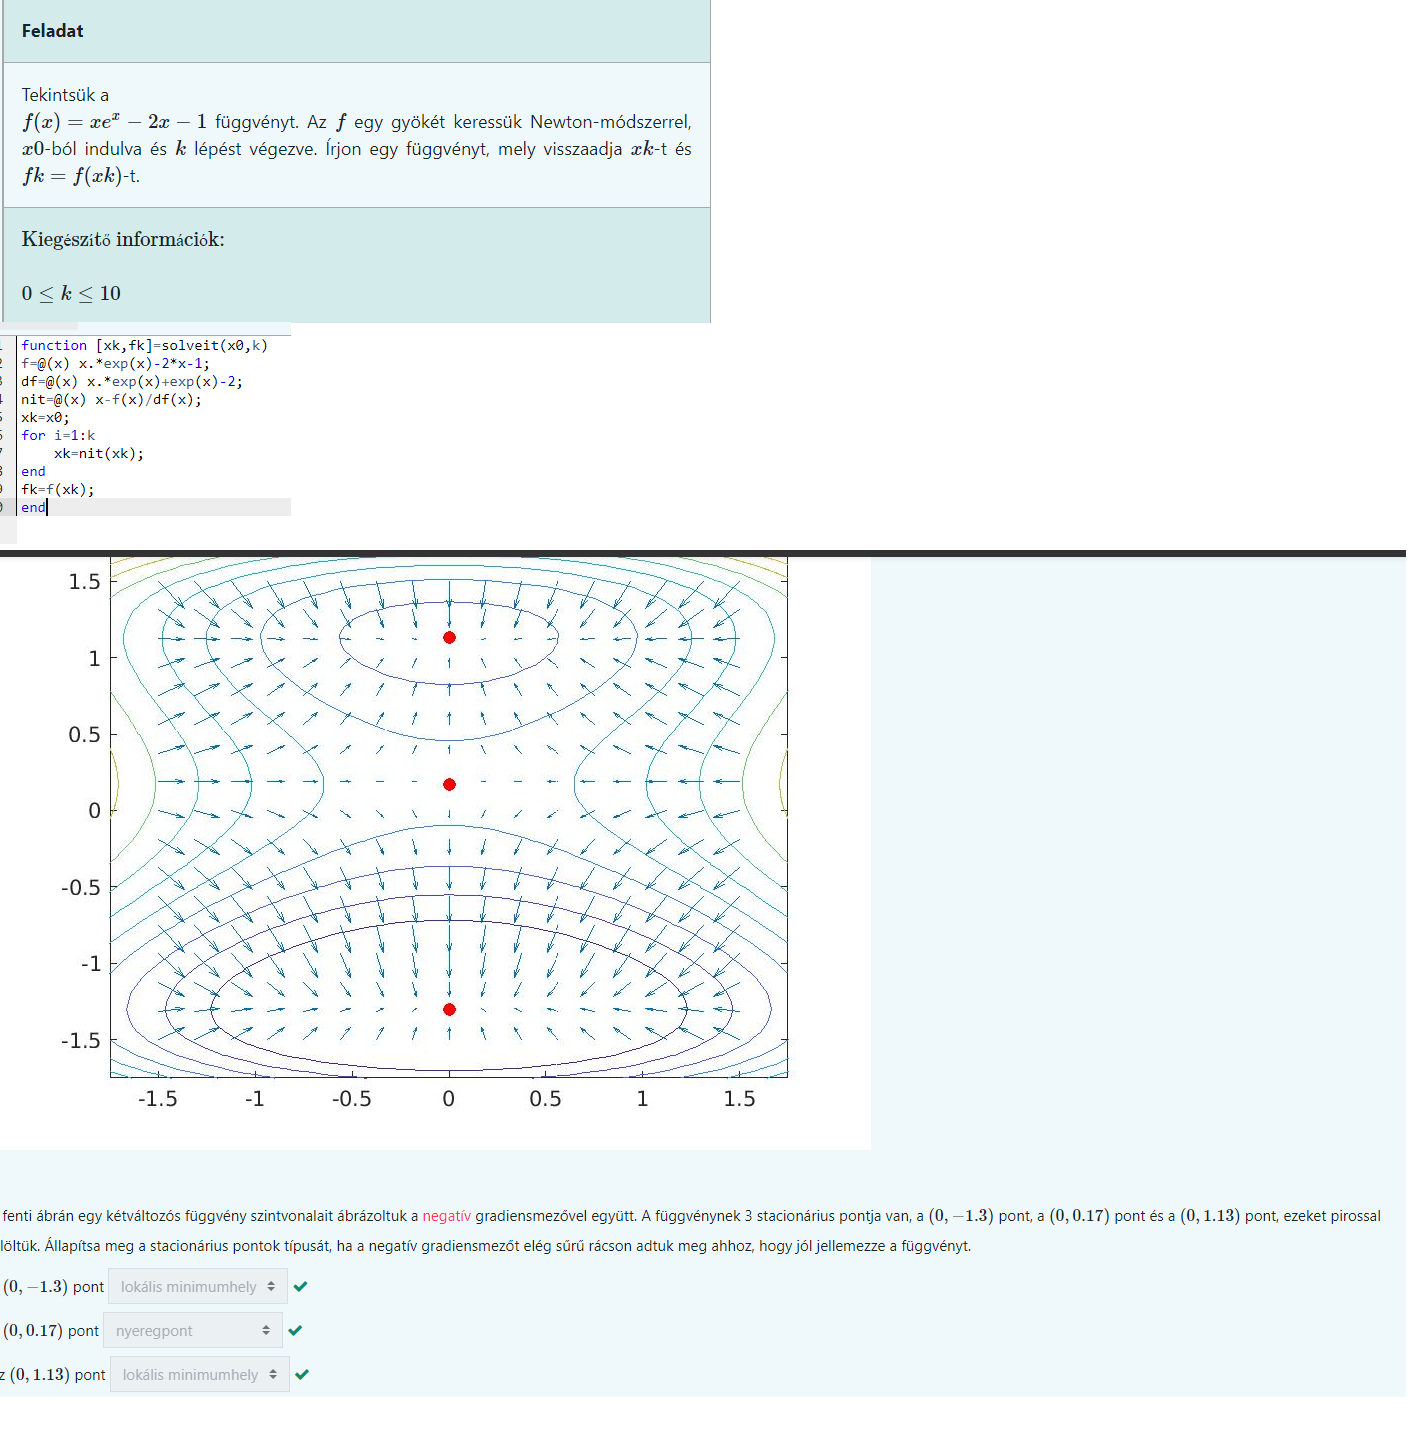 Feladat
Tekintsük a
f(x) = xeˣ − 2x − 1 függvényt. Az f egy gyökét keressük Newton-módszerrel,
x0-ból indulva és k lépést végezve. Írjon egy függvényt, mely visszaadja xk-t és
fk = f(xk)-t.
Kiegészítő információk:
0 ≤ k ≤ 10
function [xk,fk]=solveit(x0,k)
f=@(x) x.*exp(x)-2*x-1;
df=@(x) x.*exp(x)+exp(x)-2;
nit=@(x) x-f(x)/df(x);
xk=x0;
for i=1:k
xk=nit(xk);
end
fk=f(xk);
end
1.5
1
0.5
0
-0.5
-1
-1.5
-1.5 -1 -0.5 0 0.5 1 1.5
fenti ábrán egy kétváltozós függvény szintvonalait ábrázoltuk a negatív gradiensmezővel együtt. A függvénynek 3 stacionárius pontja van, a (0, −1.3) pont, a (0, 0.17) pont és a (0, 1.13) pont, ezeket pirossal
löltük. Állapítsa meg a stacionárius pontok típusát, ha a negatív gradiensmezőt elég sűrű rácson adtuk meg ahhoz, hogy jól jellemezze a függvényt.
(0, −1.3) pont lokális minimumhely
(0, 0.17) pont nyeregpont
z (0, 1.13) pont lokális minimumhely